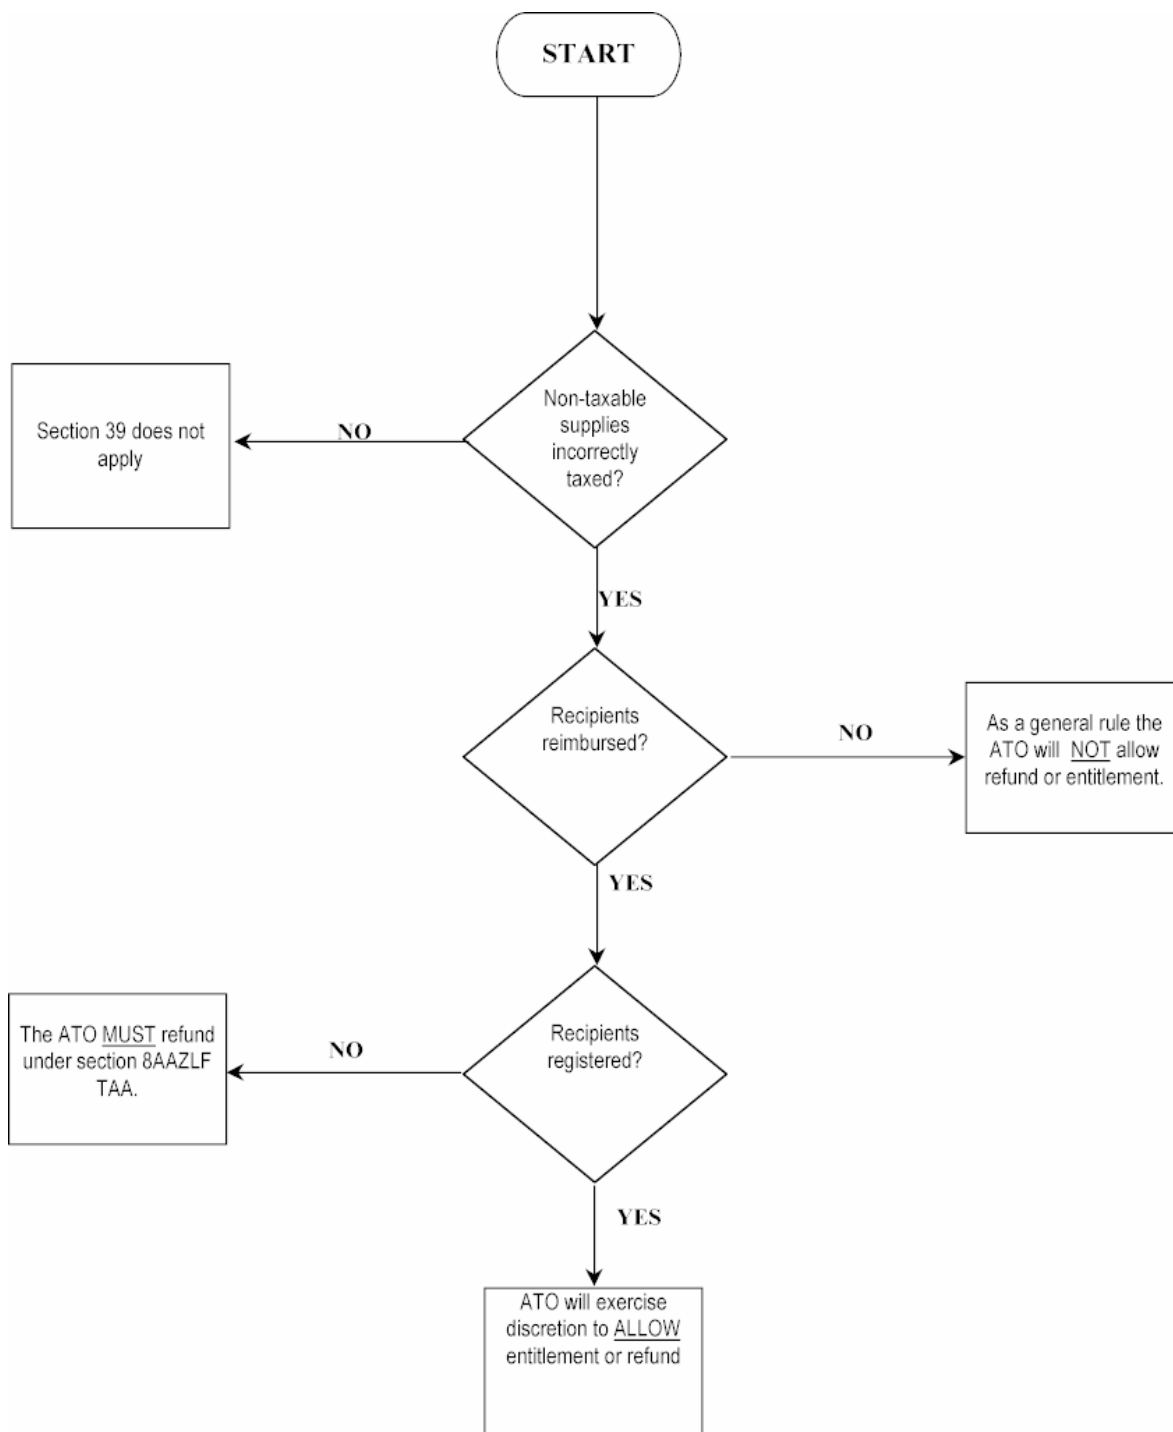 START
Non-taxable
supplies
incorrectly
taxed?
NO
Section 39 does not
apply
YES
Recipients
reimbursed?
NO
As a general rule the
ATO will NOT allow
refund or entitlement.
YES
Recipients
registered?
NO
The ATO MUST refund
under section 8AAZLF
TAA.
YES
ATO will exercise
discretion to ALLOW
entitlement or refund